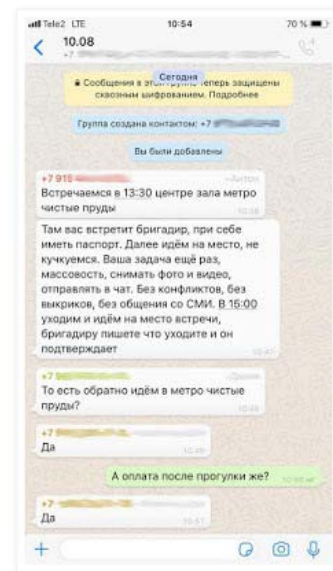 Tele2 LTE 10:54 70 %
10.08
+7
Сегодня
Сообщения в этой группе теперь защищены
сквозным шифрованием. Подробнее
Группа создана контактом: +7
Вы были добавлены
+7 915 ~Антон
Встречаемся в 13:30 центре зала метро
чистые пруды
10:38
Там вас встретит бригадир, при себе
иметь паспорт. Далее идём на место, не
кучкуемся. Ваша задача ещё раз,
массовость, снимать фото и видео,
отправлять в чат. Без конфликтов, без
выкриков, без общения со СМИ. В 15:00
уходим и идём на место встречи,
бригадиру пишете что уходите и он
подтверждает
+7
То есть обратно идём в метро чистые
пруды?
+7
Да
А оплата после прогулки же?
+7
Да